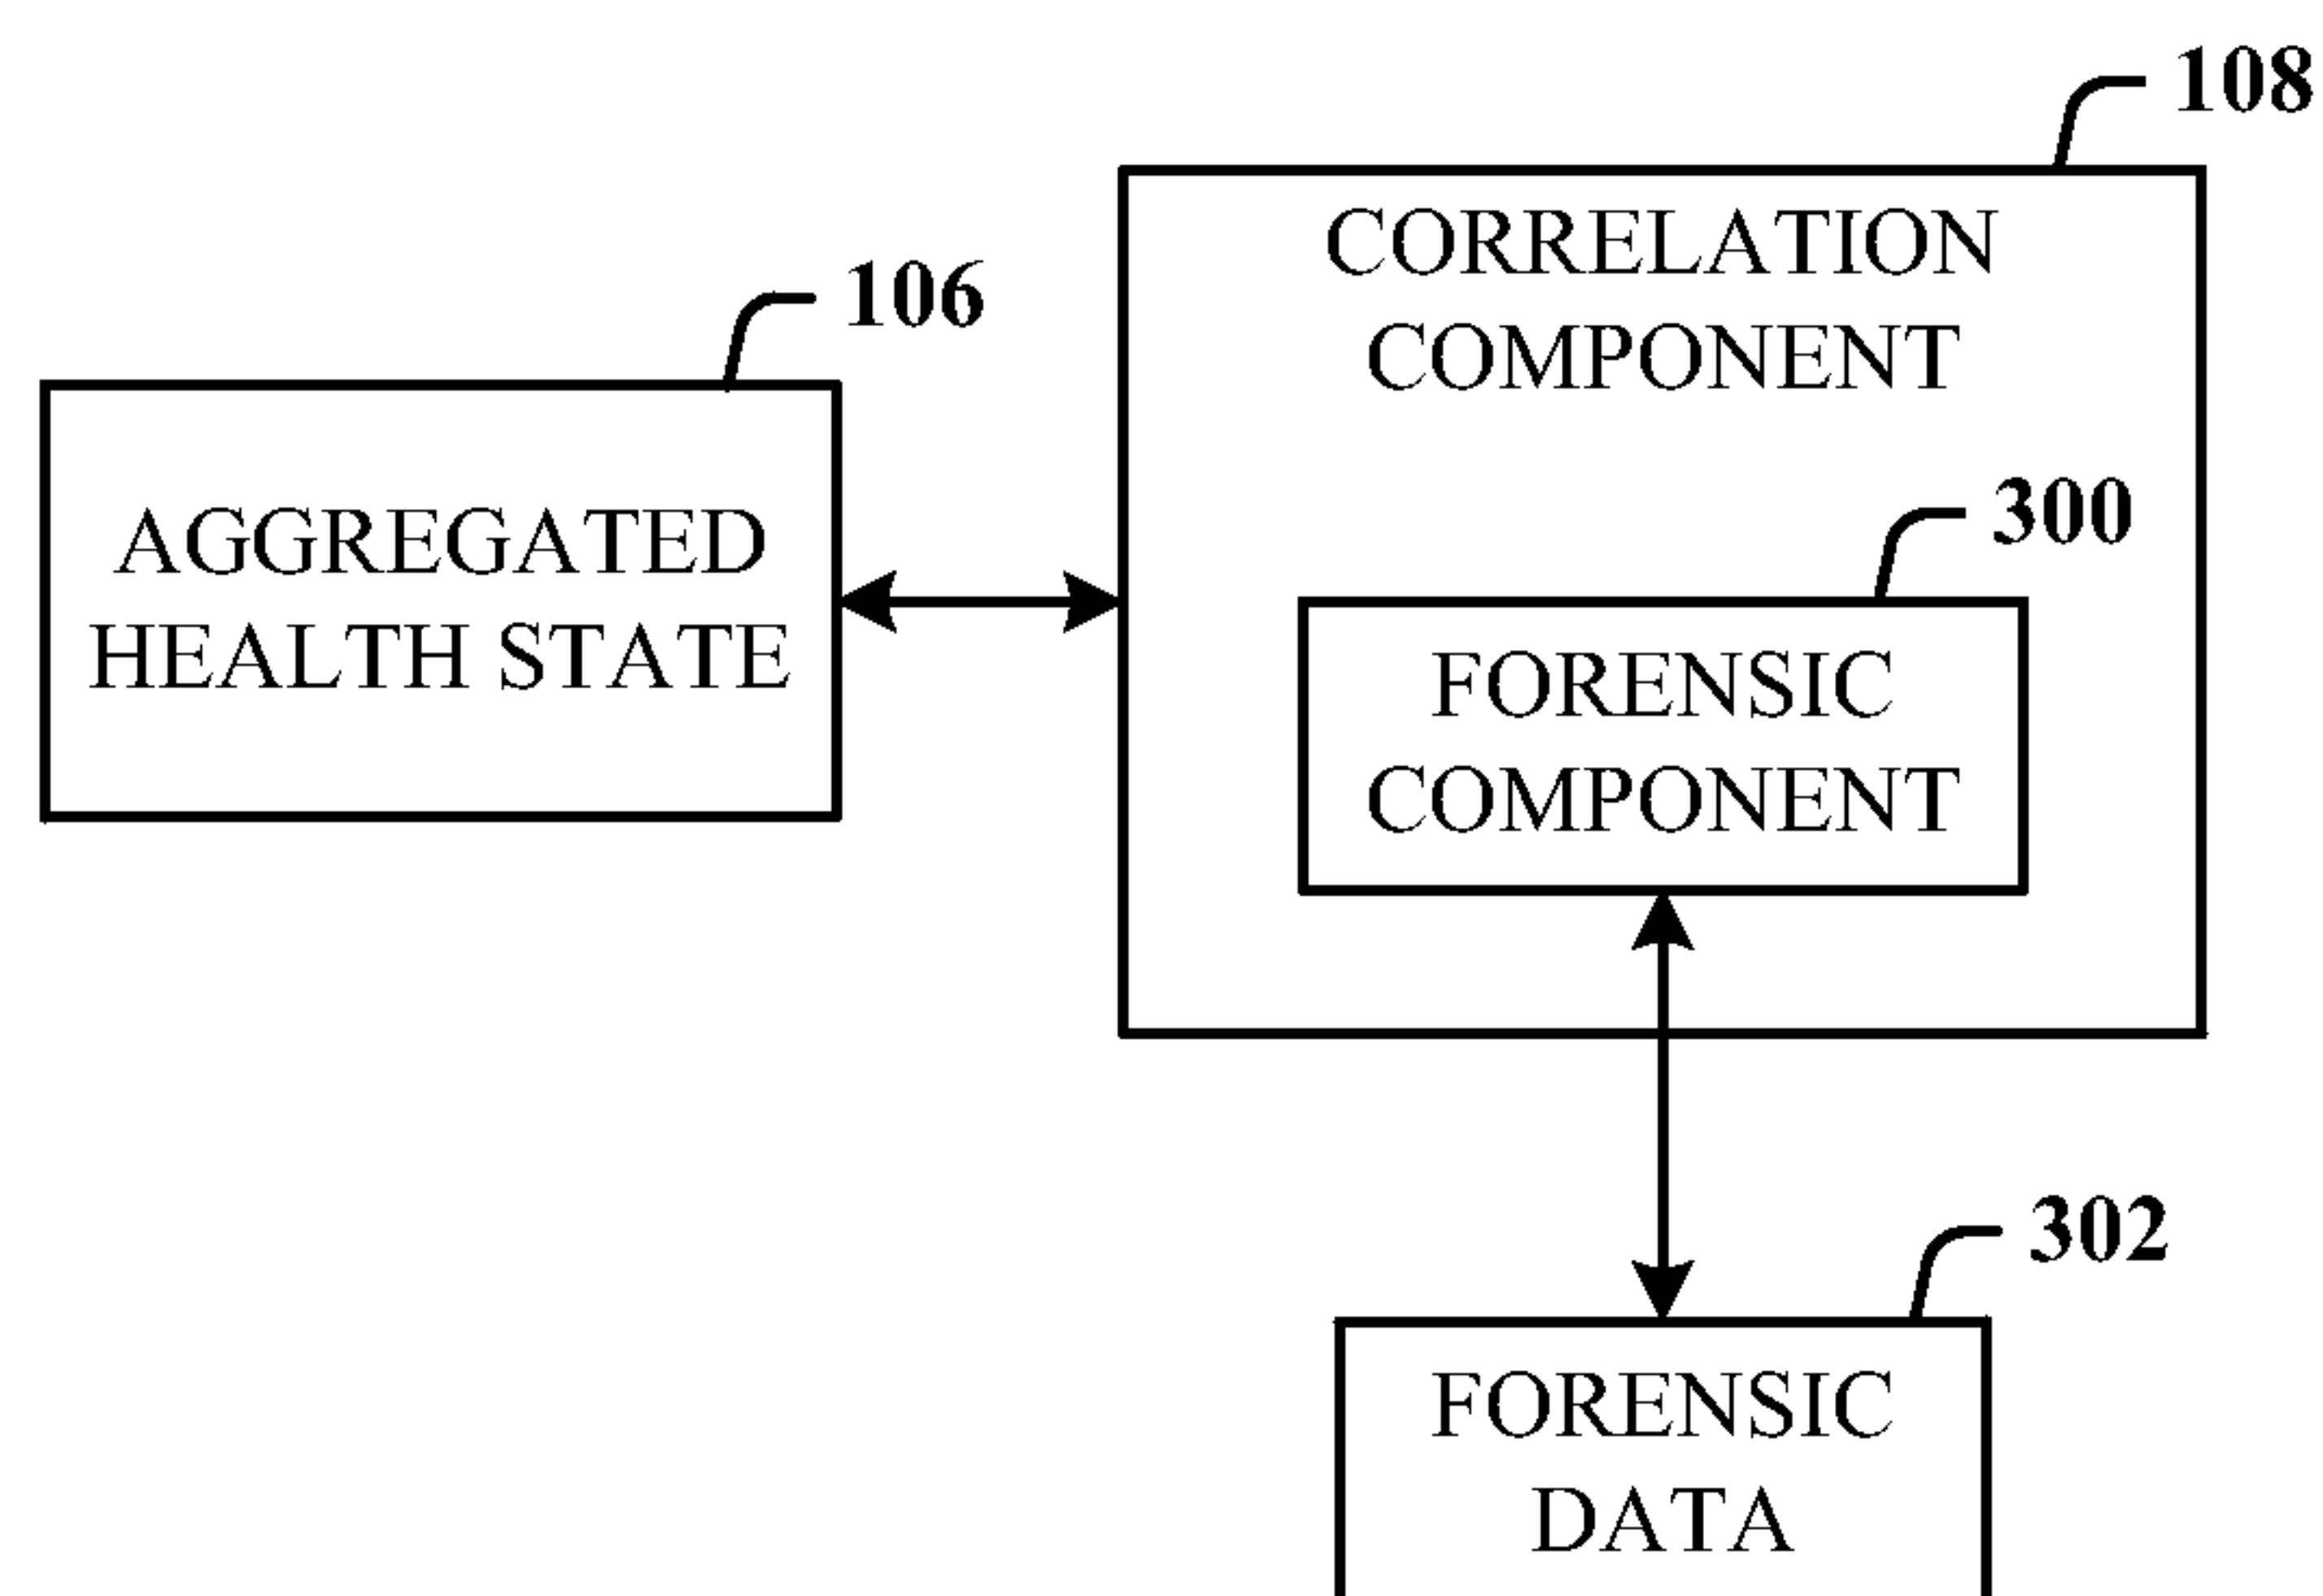 108
CORRELATION
COMPONENT
106
AGGREGATED
HEALTH STATE
300
FORENSIC
COMPONENT
302
FORENSIC
DATA